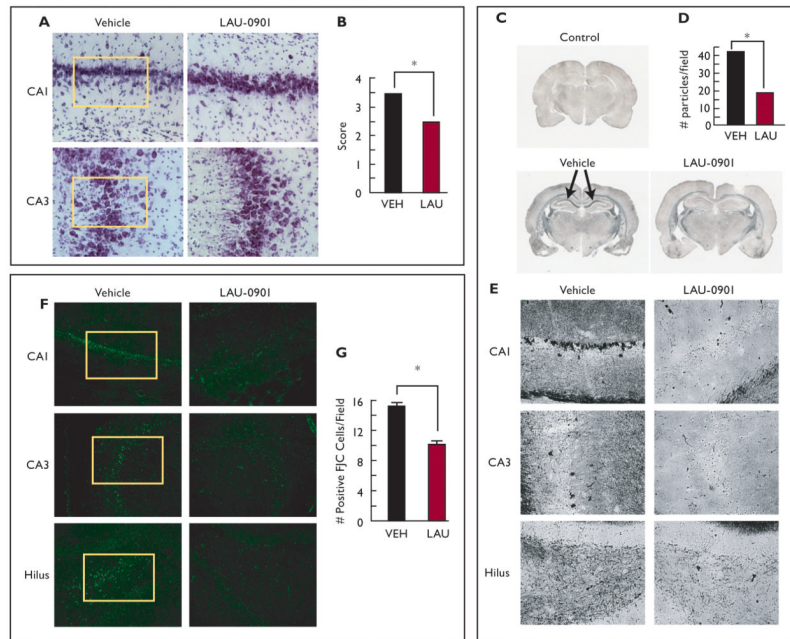 A
Vehicle
LAU-0901
CA1
CA3
B
Score
4
3
2
1
0
*
VEH
LAU
C
Control
Vehicle
LAU-0901
D
# particles/field
40
30
20
10
0
*
VEH
LAU
E
Vehicle
LAU-0901
CA1
CA3
Hilus
F
Vehicle
LAU-0901
CA1
CA3
Hilus
G
# Positive FJC Cells/Field
16
12
8
4
0
*
VEH
LAU